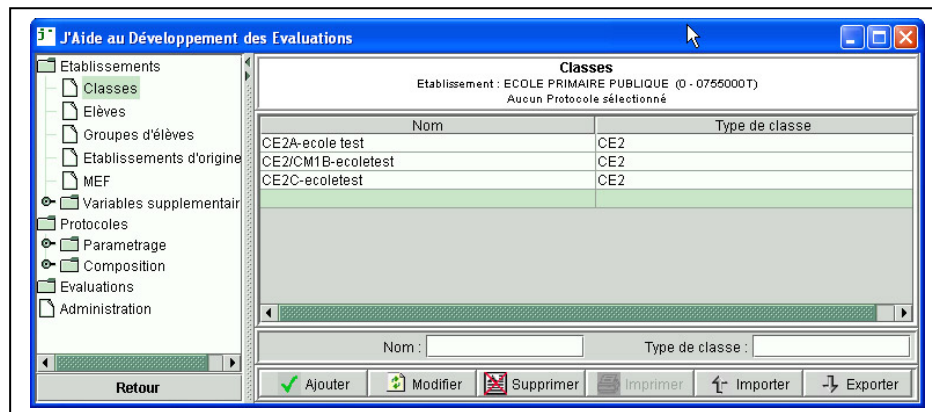 J'Aide au Développement des Evaluations
Etablissements
Classes
Elèves
Groupes d'élèves
Etablissements d'origine
MEF
Variables supplementair
Protocoles
Parametrage
Composition
Evaluations
Administration
Retour
Classes
Etablissement : ECOLE PRIMAIRE PUBLIQUE (0 - 0755000T)
Aucun Protocole sélectionné
Nom Type de classe
CE2A-ecole test CE2
CE2/CM1B-ecoletest CE2
CE2C-ecoletest CE2
Nom : Type de classe :
Ajouter Modifier Supprimer Imprimer Importer Exporter